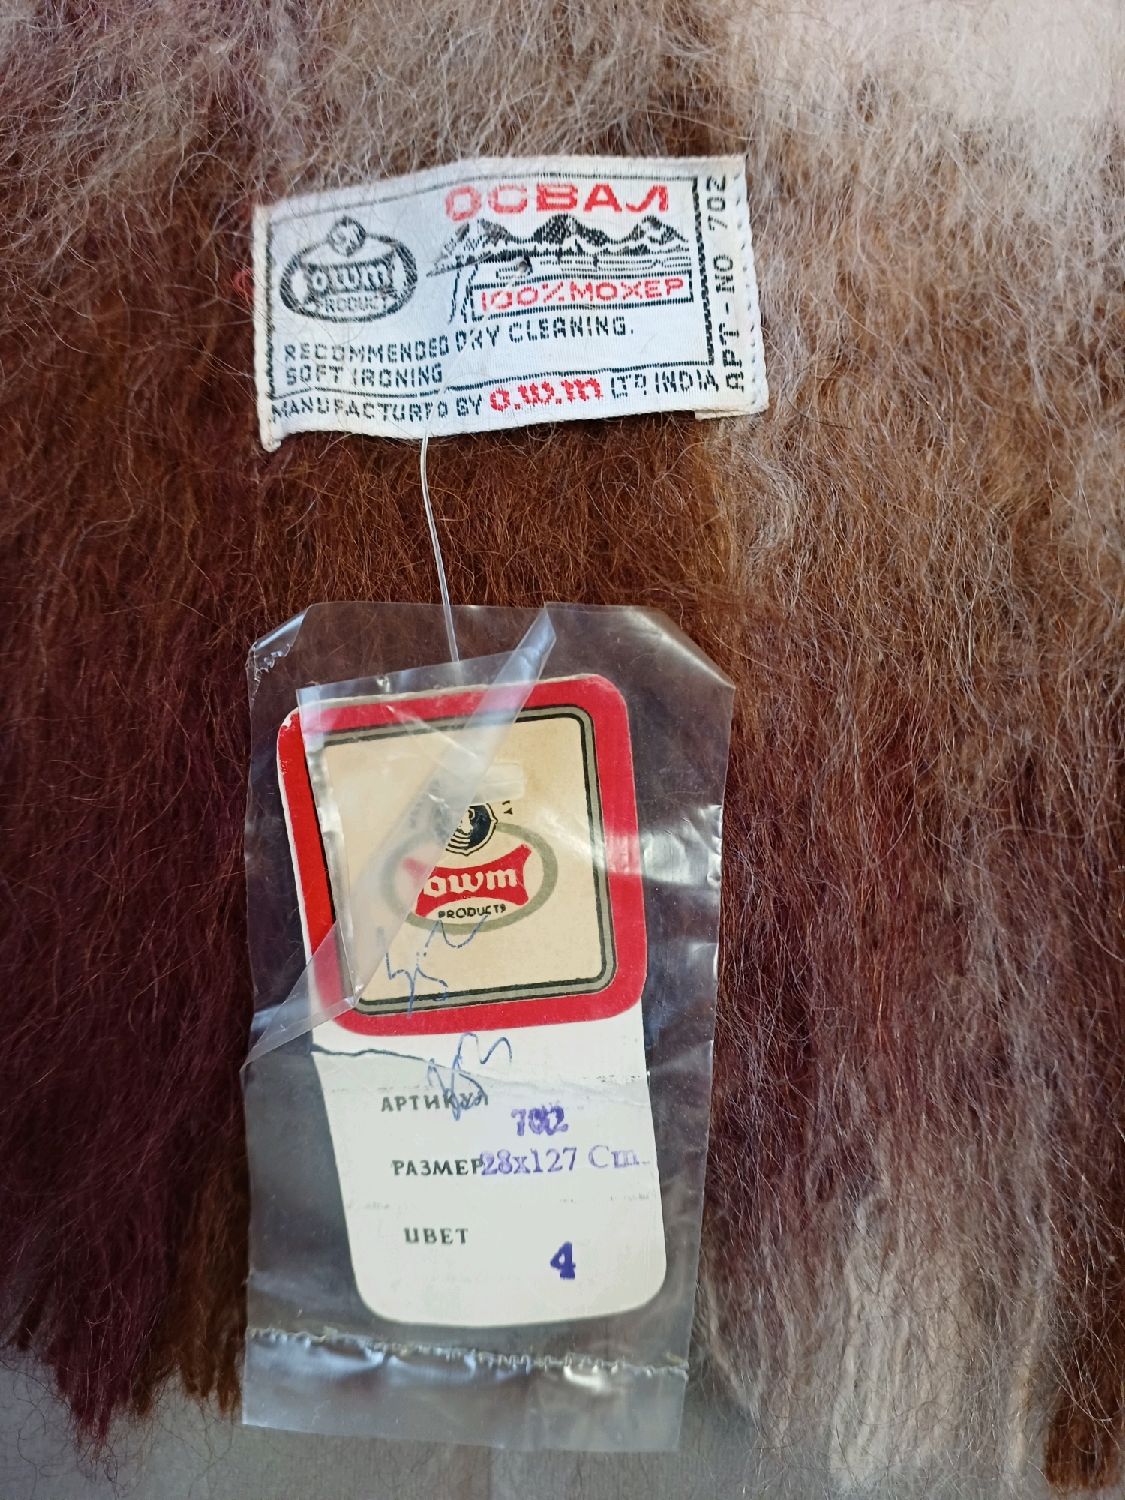 ОСВАЛ
owm
PRODUCT
100% МОХЕР
RECOMMENDED DRY CLEANING.
SOFT IRONING
MANUFACTURED BY o.w.m LTD INDIA
АРТ-NO 702
owm
PRODUCTS
АРТИКУЛ
702
РАЗМЕР 28x127 Cm.
ЦВЕТ
4